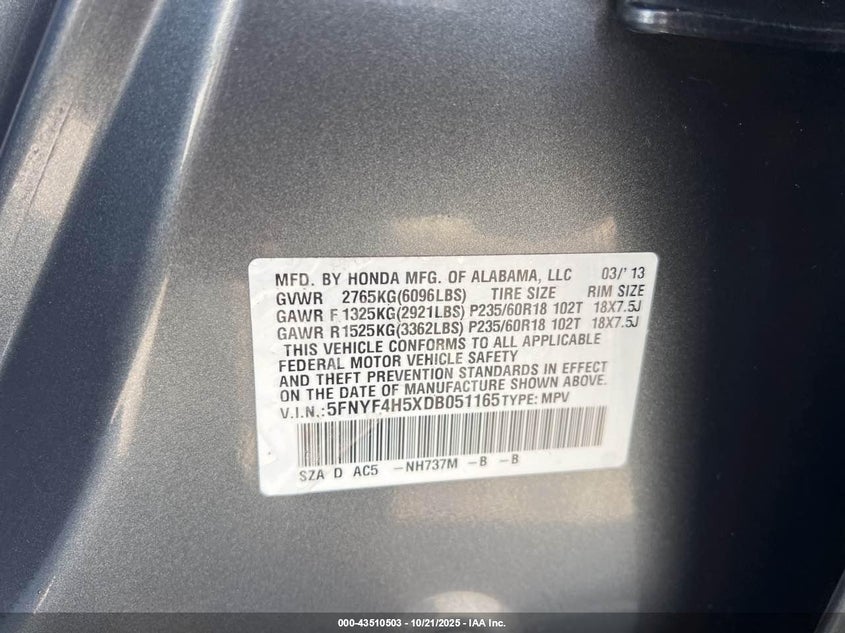 MFD. BY HONDA MFG. OF ALABAMA, LLC 03/'13
GVWR 2765KG(6096LBS) TIRE SIZE RIM SIZE
GAWR F 1325KG(2921LBS) P235/60R18 102T 18X7.5J
GAWR R1525KG(3362LBS) P235/60R18 102T 18X7.5J
THIS VEHICLE CONFORMS TO ALL APPLICABLE
FEDERAL MOTOR VEHICLE SAFETY
AND THEFT PREVENTION STANDARDS IN EFFECT
ON THE DATE OF MANUFACTURE SHOWN ABOVE.
V.I.N.:5FNYF4H5XDB051165TYPE: MPV
SZA D AC5 -NH737M -B -B
000-43510503 - 10/21/2025 - IAA Inc.